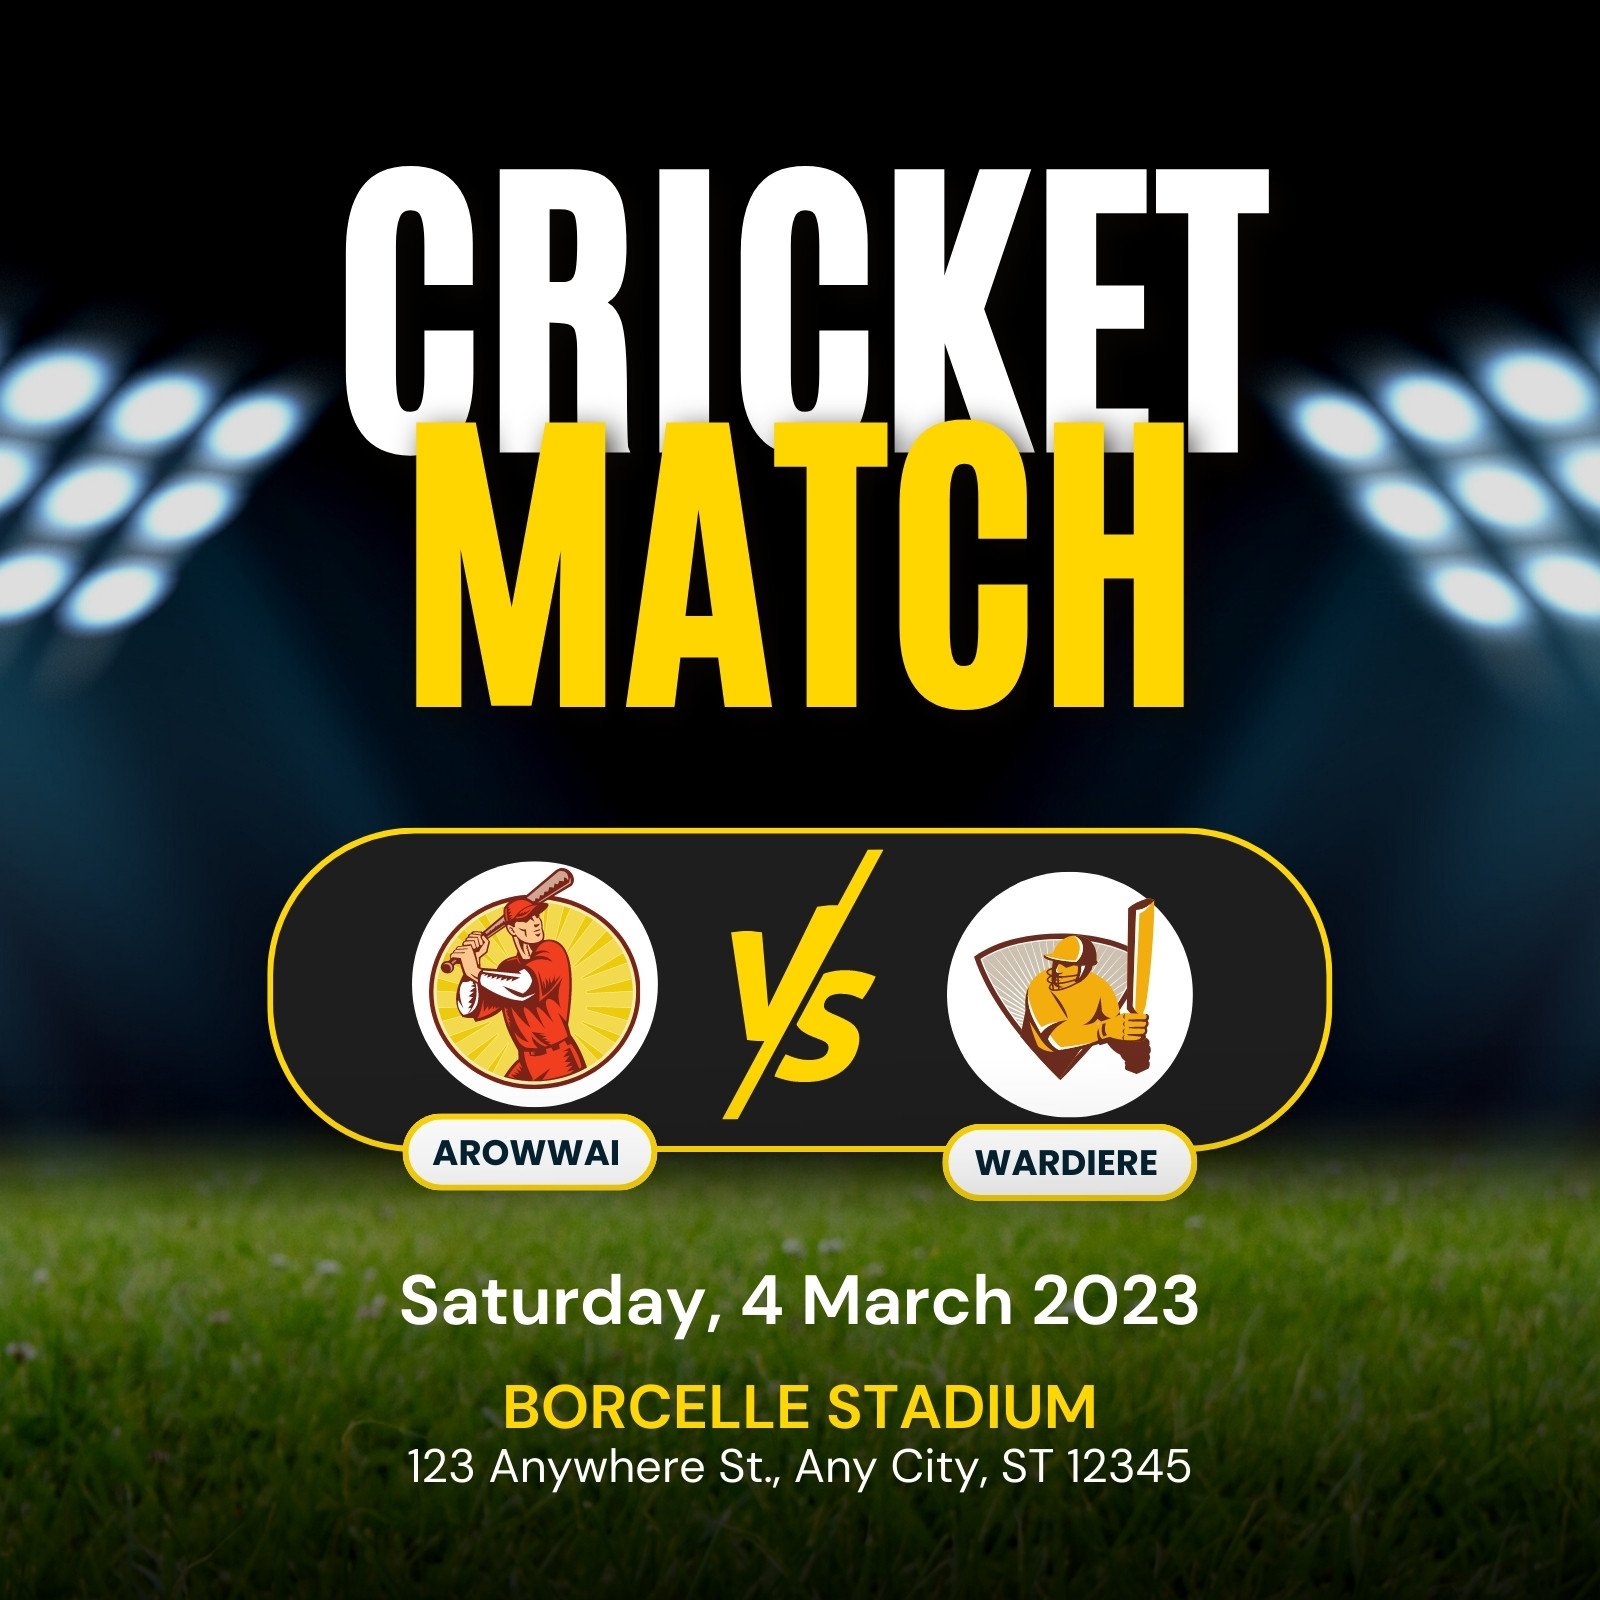 CRICKET
MATCH
VS
AROWWAI
WARDIERE
Saturday, 4 March 2023
BORCELLE STADIUM
123 Anywhere St., Any City, ST 12345